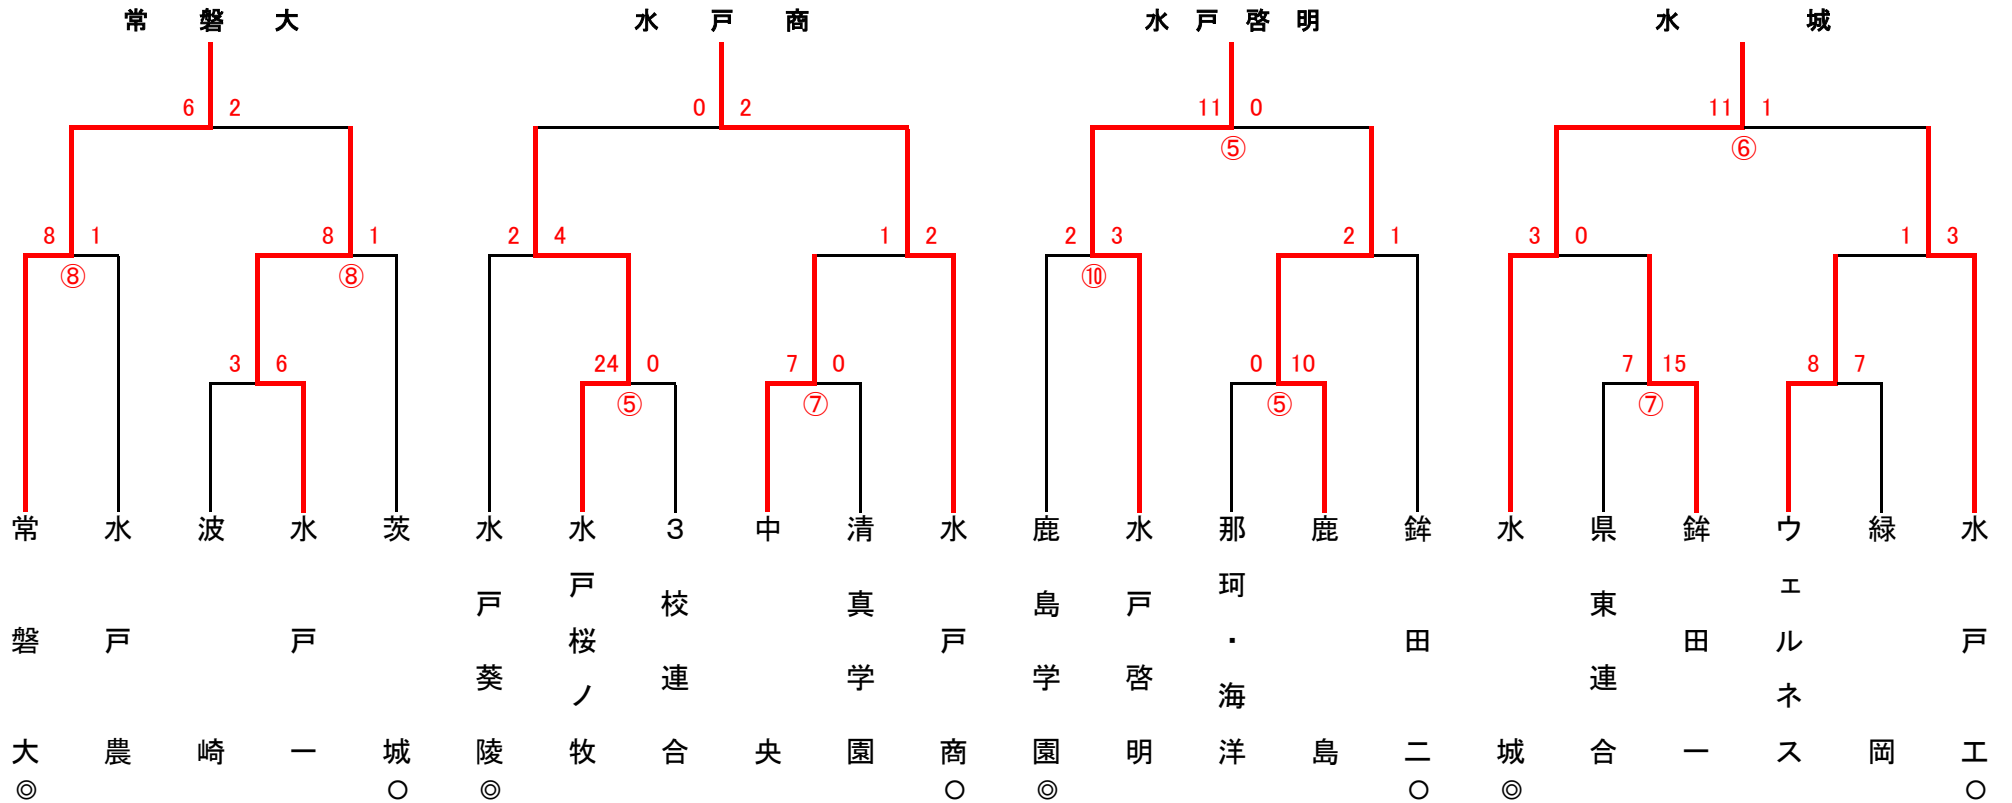 常磐大
水戸商
水戸啓明
水城
6 2
0 2
11 0
11 1
⑤
⑥
8 1
8 1
2 4
1 2
2 3
2 1
3 0
1 3
⑧
⑧
⑩
3 6
24 0
7 0
0 10
7 15
8 7
⑤
⑦
⑤
⑦
常磐大◎
水戸農
波崎
水戸一
茨城○
水戸葵陵◎
水戸桜ノ牧
3校連合
中央
清真学園
水戸商○
鹿島学園◎
水戸啓明
那珂・海洋
鹿島
鉾田二○
水城◎
県東連合
鉾田一
ウェルネス
緑岡
水戸工○